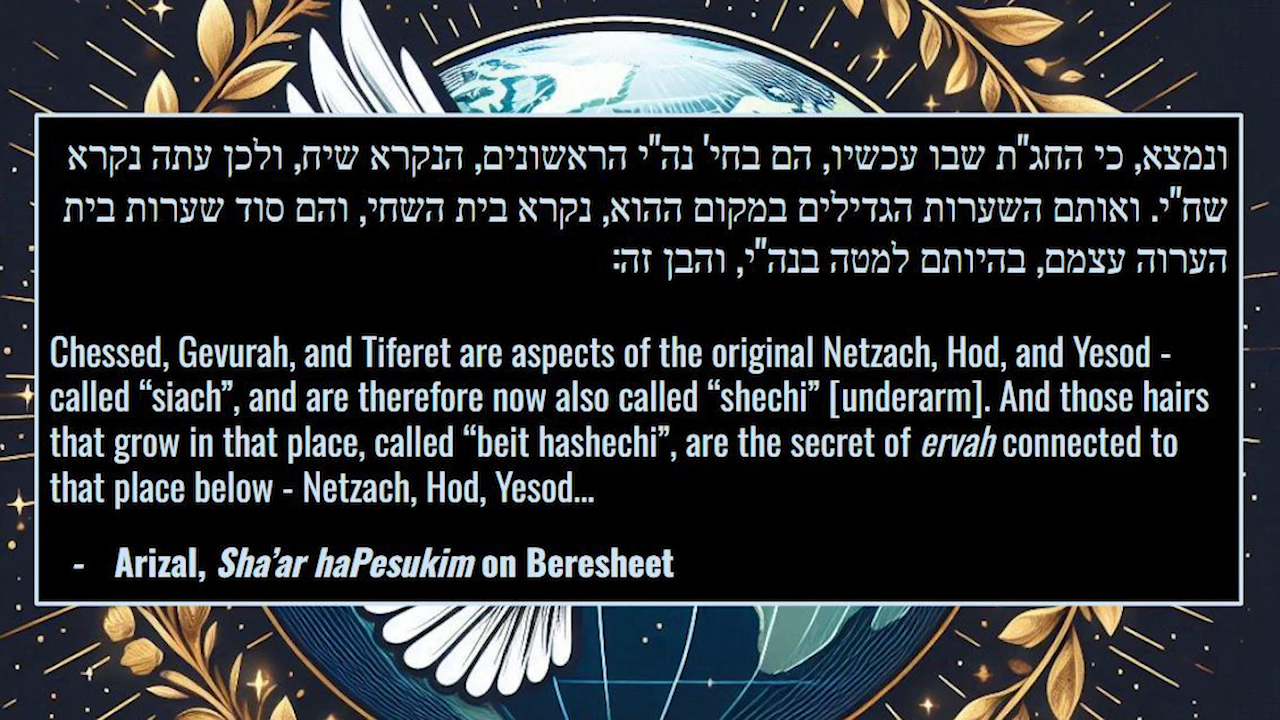 ונמצא, כי החג"ת שבו עכשיו, הם בחי' נה"י הראשונים, הנקרא שיח, ולכן עתה נקרא
שח"י. ואותם השערות הגדילים במקום ההוא, נקרא בית השחי, והם סוד שערות בית
הערוה עצמם, בהיותם למטה בנה"י, והבן זה:
Chessed, Gevurah, and Tiferet are aspects of the original Netzach, Hod, and Yesod -
called “siach”, and are therefore now also called “shechi” [underarm]. And those hairs
that grow in that place, called “beit hashechi”, are the secret of ervah connected to
that place below - Netzach, Hod, Yesod...
- Arizal, Sha’ar haPesukim on Beresheet